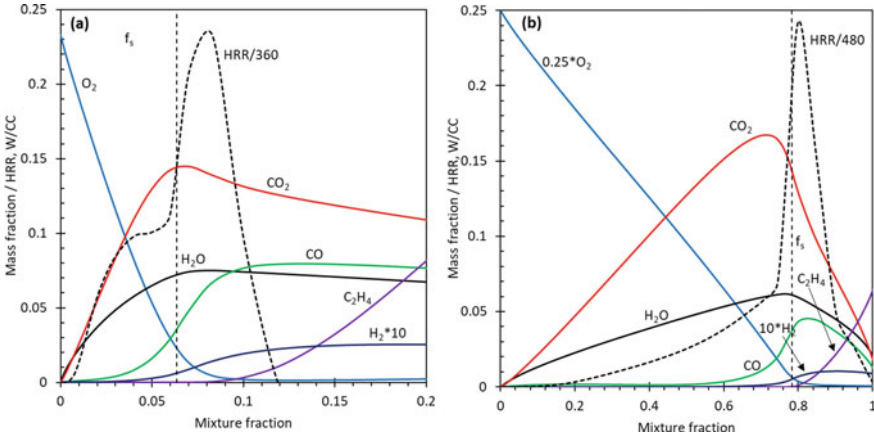 (a)
0.25
0.2
0.15
0.1
0.05
0
0
0.05
0.1
0.15
0.2
Mass fraction / HRR, W/CC
Mixture fraction
fₛ
HRR/360
O₂
CO₂
H₂O
CO
C₂H₄
H₂*10
(b)
0.25
0.2
0.15
0.1
0.05
0
0
0.2
0.4
0.6
0.8
1
Mass fraction / HRR, W/CC
Mixture fraction
0.25*O₂
HRR/480
CO₂
fₛ
C₂H₄
H₂O
10*H
CO